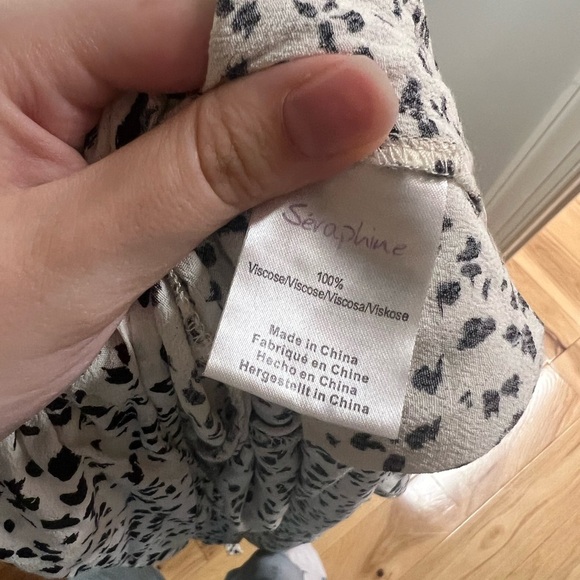 Séraphine
100%
Viscose/Viscose/Viscosa/Viskose
Made in China
Fabriqué en Chine
Hecho en China
Hergestellt in China